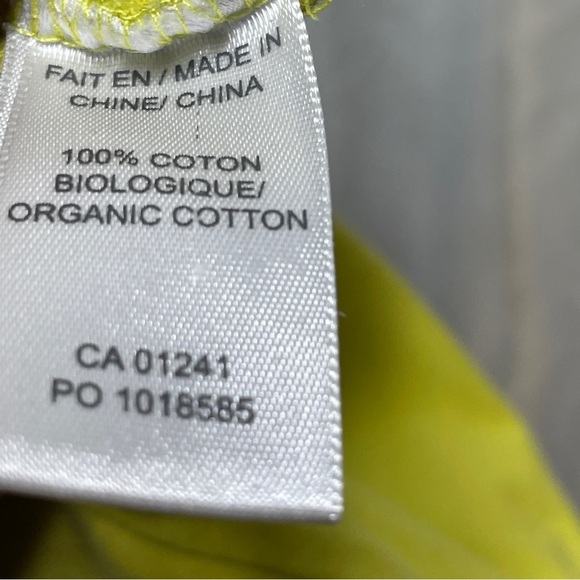 FAIT EN / MADE IN
CHINE/ CHINA
100% COTON
BIOLOGIQUE/
ORGANIC COTTON
CA 01241
PO 1018585